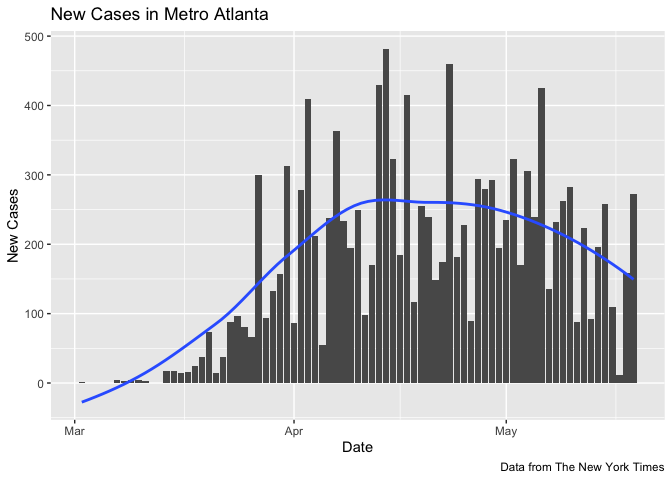 New Cases in Metro Atlanta
500
400
300
200
100
0
New Cases
Mar
Apr
May
Date
Data from The New York Times